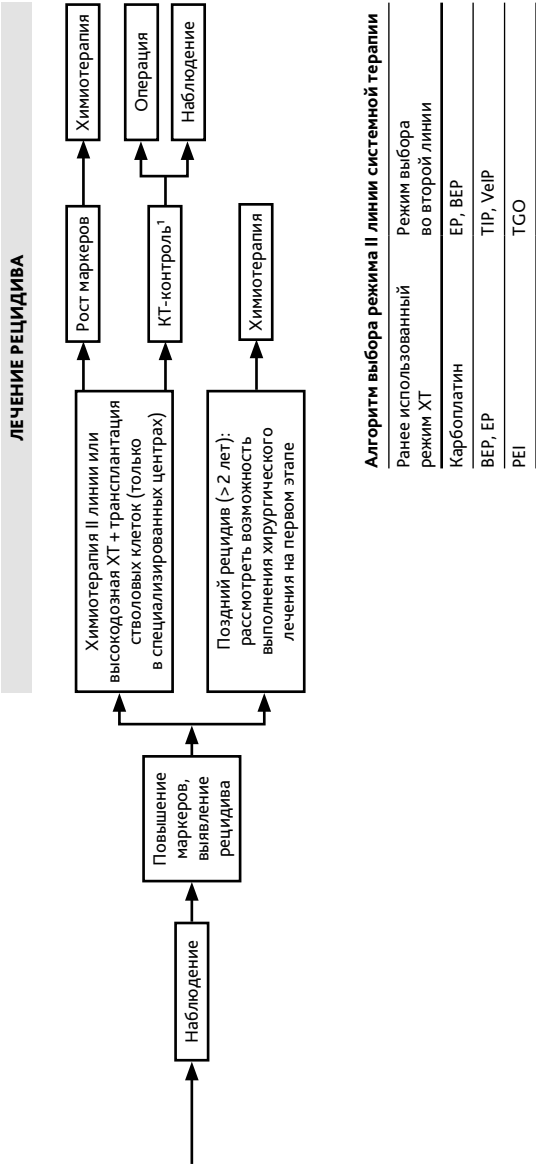 ЛЕЧЕНИЕ РЕЦИДИВА
Наблюдение
Повышение
маркеров,
выявление
рецидива
Химиотерапия II линии или
высокодозная ХТ + трансплантация
стволовых клеток (только
в специализированных центрах)
Рост маркеров
Химиотерапия
КТ-контроль¹
Операция
Наблюдение
Поздний рецидив (> 2 лет):
рассмотреть возможность
выполнения хирургического
лечения на первом этапе
Химиотерапия
Алгоритм выбора режима II линии системной терапии
Ранее использованный
режим ХТ
Режим выбора
во второй линии
Карбоплатин
EP, BEP
BEP, EP
TIP, VeIP
PEI
TGO